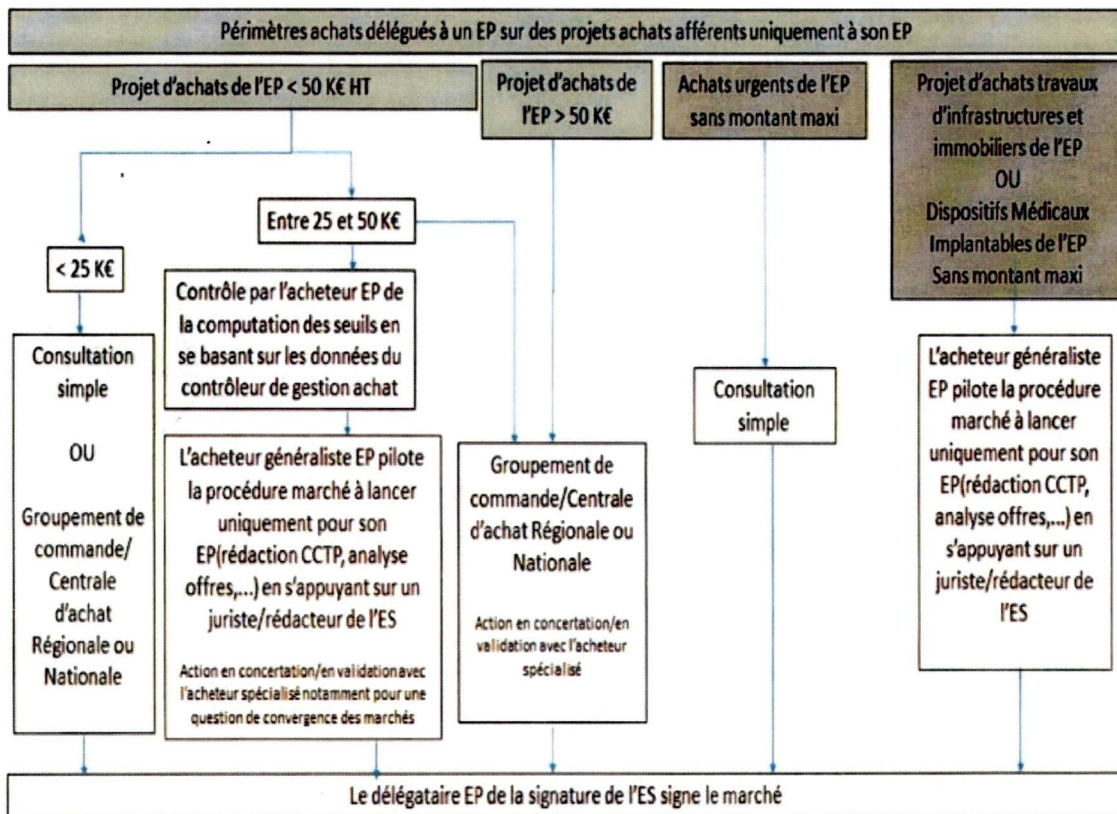 Périmètres achats délégués à un EP sur des projets achats afférents uniquement à son EP
Projet d'achats de l'EP < 50 K€ HT
Projet d'achats de
l'EP > 50 K€
Achats urgents de l'EP
sans montant maxi
Projet d'achats travaux
d'infrastructures et
immobiliers de l'EP
OU
Dispositifs Médicaux
Implantables de l'EP
Sans montant maxi
< 25 K€
Entre 25 et 50 K€
Consultation
simple
OU
Groupement de
commande/
Centrale
d'achat
Régionale ou
Nationale
Contrôle par l'acheteur EP de
la computation des seuils en
se basant sur les données du
contrôleur de gestion achat
L'acheteur généraliste EP pilote
la procédure marché à lancer
uniquement pour son
EP(rédaction CCTP, analyse
offres,...) en s'appuyant sur un
juriste/rédacteur de l'ES
Action en concertation/en validation avec
l'acheteur spécialisé notamment pour une
question de convergence des marchés
Groupement de
commande/Centrale
d'achat Régionale ou
Nationale
Action en concertation/en
validation avec l'acheteur
spécialisé
Consultation
simple
L'acheteur généraliste
EP pilote la procédure
marché à lancer
uniquement pour son
EP(rédaction CCTP,
analyse offres,...) en
s'appuyant sur un
juriste/rédacteur de
l'ES
Le délégataire EP de la signature de l'ES signe le marché